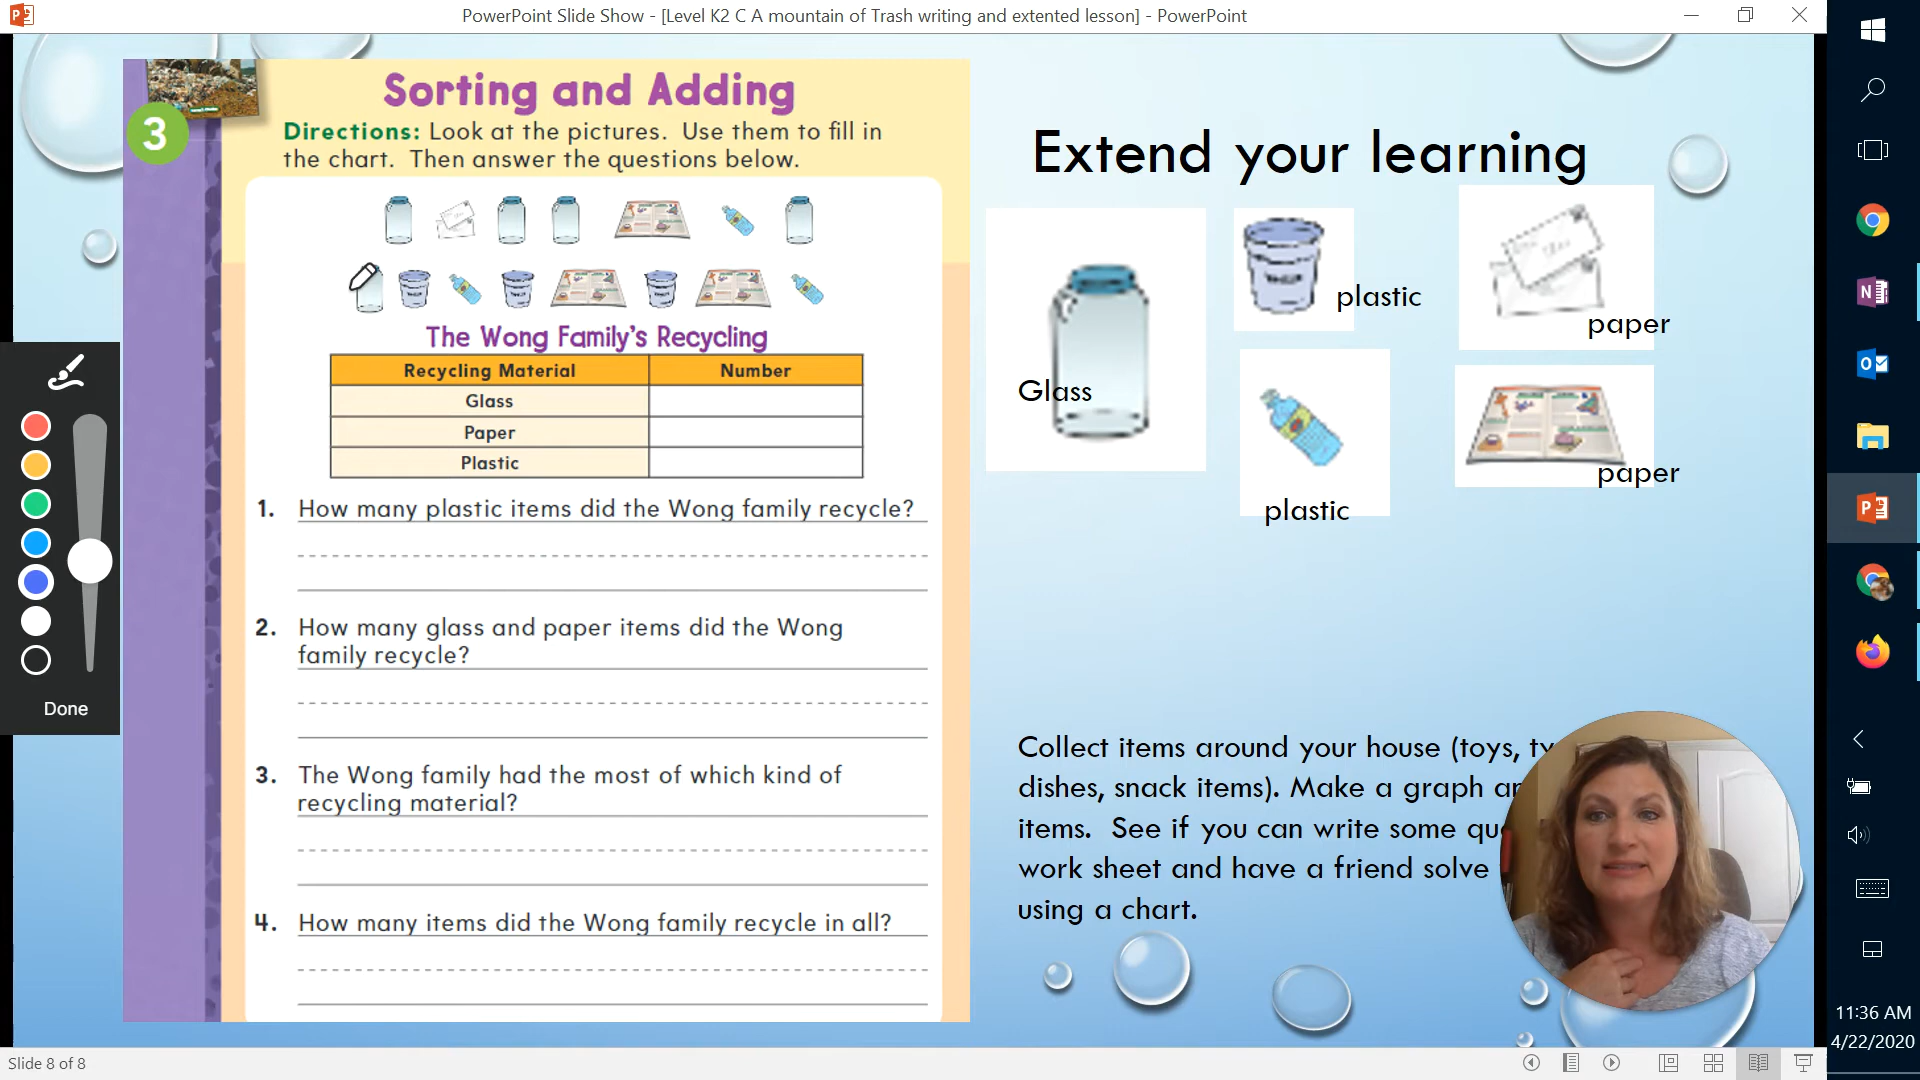 PowerPoint Slide Show - [Level K2 C A mountain of Trash writing and extented lesson] - PowerPoint
3
Sorting and Adding
Directions: Look at the pictures. Use them to fill in
the chart. Then answer the questions below.
The Wong Family's Recycling
Recycling Material Number
Glass
Paper
Plastic
1. How many plastic items did the Wong family recycle?
2. How many glass and paper items did the Wong
family recycle?
3. The Wong family had the most of which kind of
recycling material?
4. How many items did the Wong family recycle in all?
Extend your learning
Glass
plastic
paper
plastic
paper
Collect items around your house (toys, ty
dishes, snack items). Make a graph
items. See if you can write some
work sheet and have a friend solve
using a chart.
Done
Slide 8 of 8
11:36 AM
4/22/2020